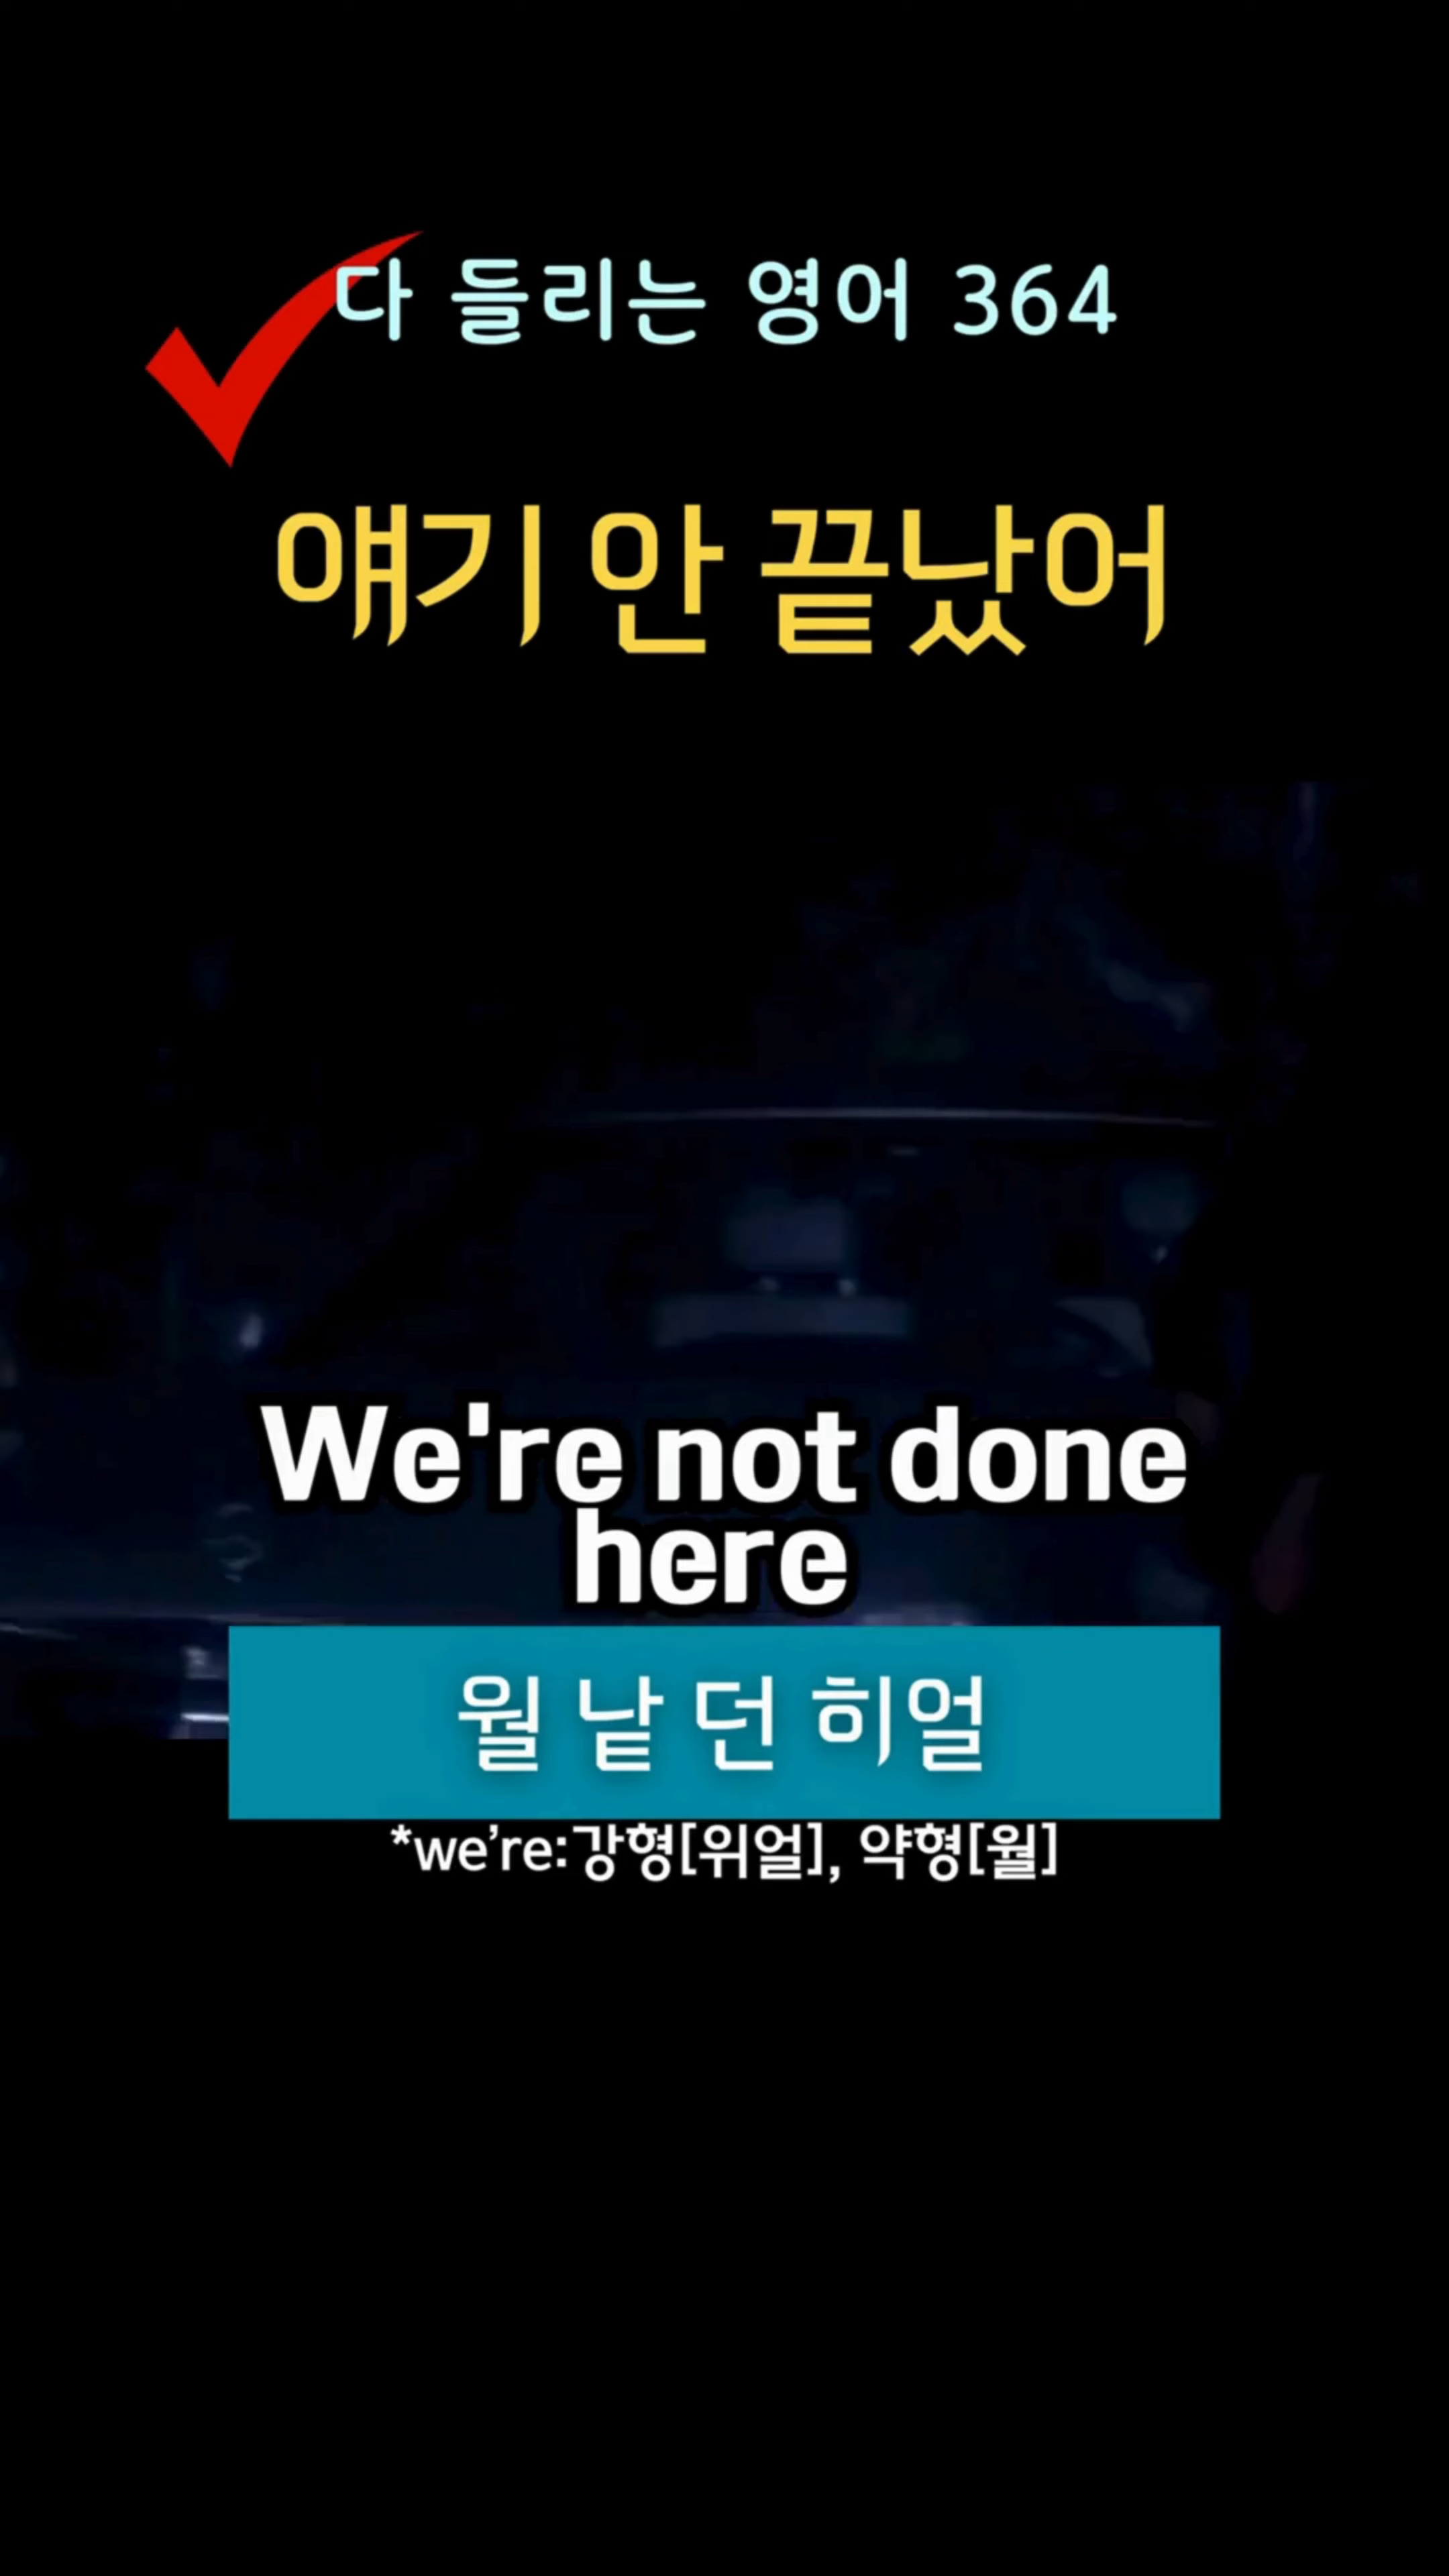 다 들리는 영어 364
얘기 안 끝났어
We're not done
here
월 낱 던 히얼
*we’re:강형[위얼], 약형[월]